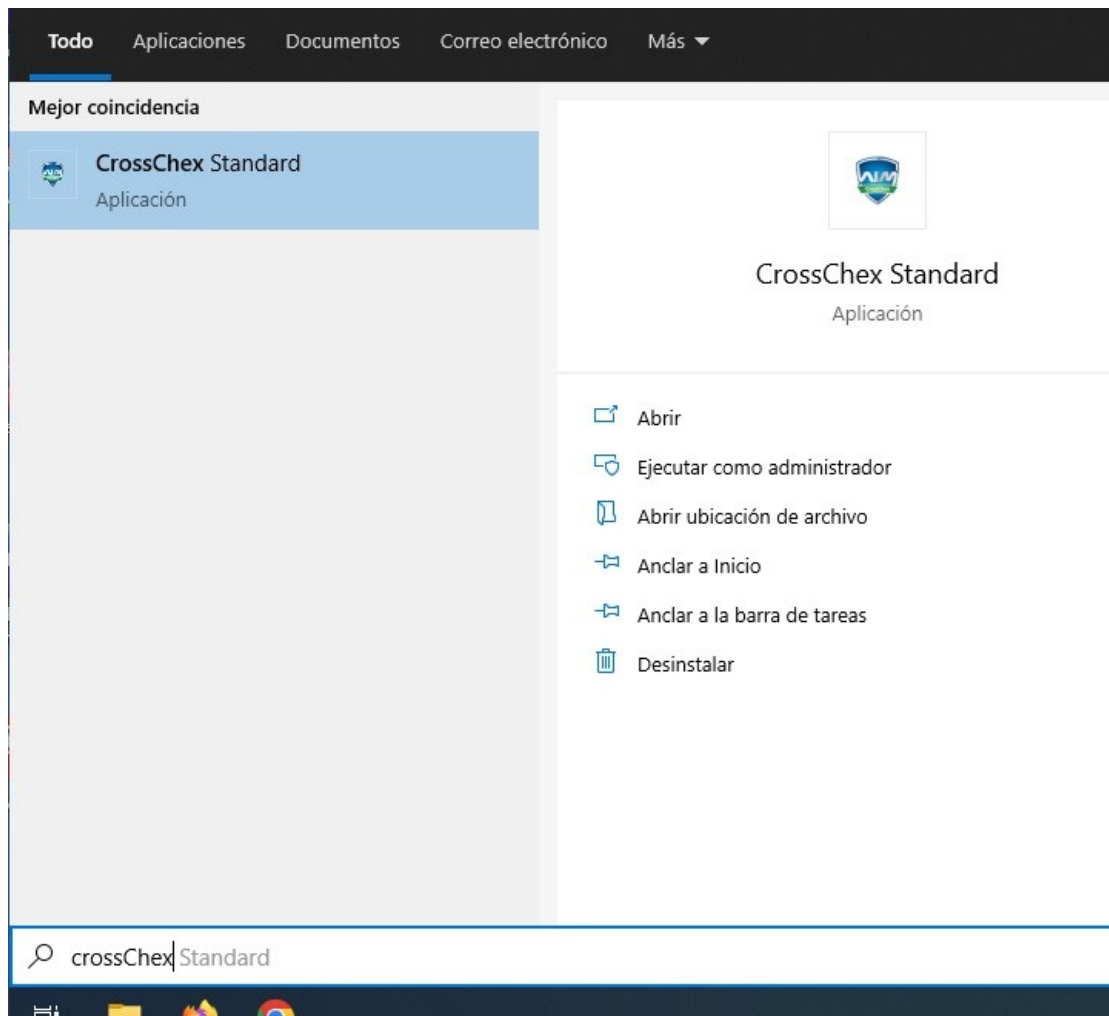 Todo Aplicaciones Documentos Correo electrónico Más
Mejor coincidencia
CrossChex Standard
Aplicación
AIM
CrossChex Standard
Aplicación
Abrir
Ejecutar como administrador
Abrir ubicación de archivo
Anclar a Inicio
Anclar a la barra de tareas
Desinstalar
crossChex Standard